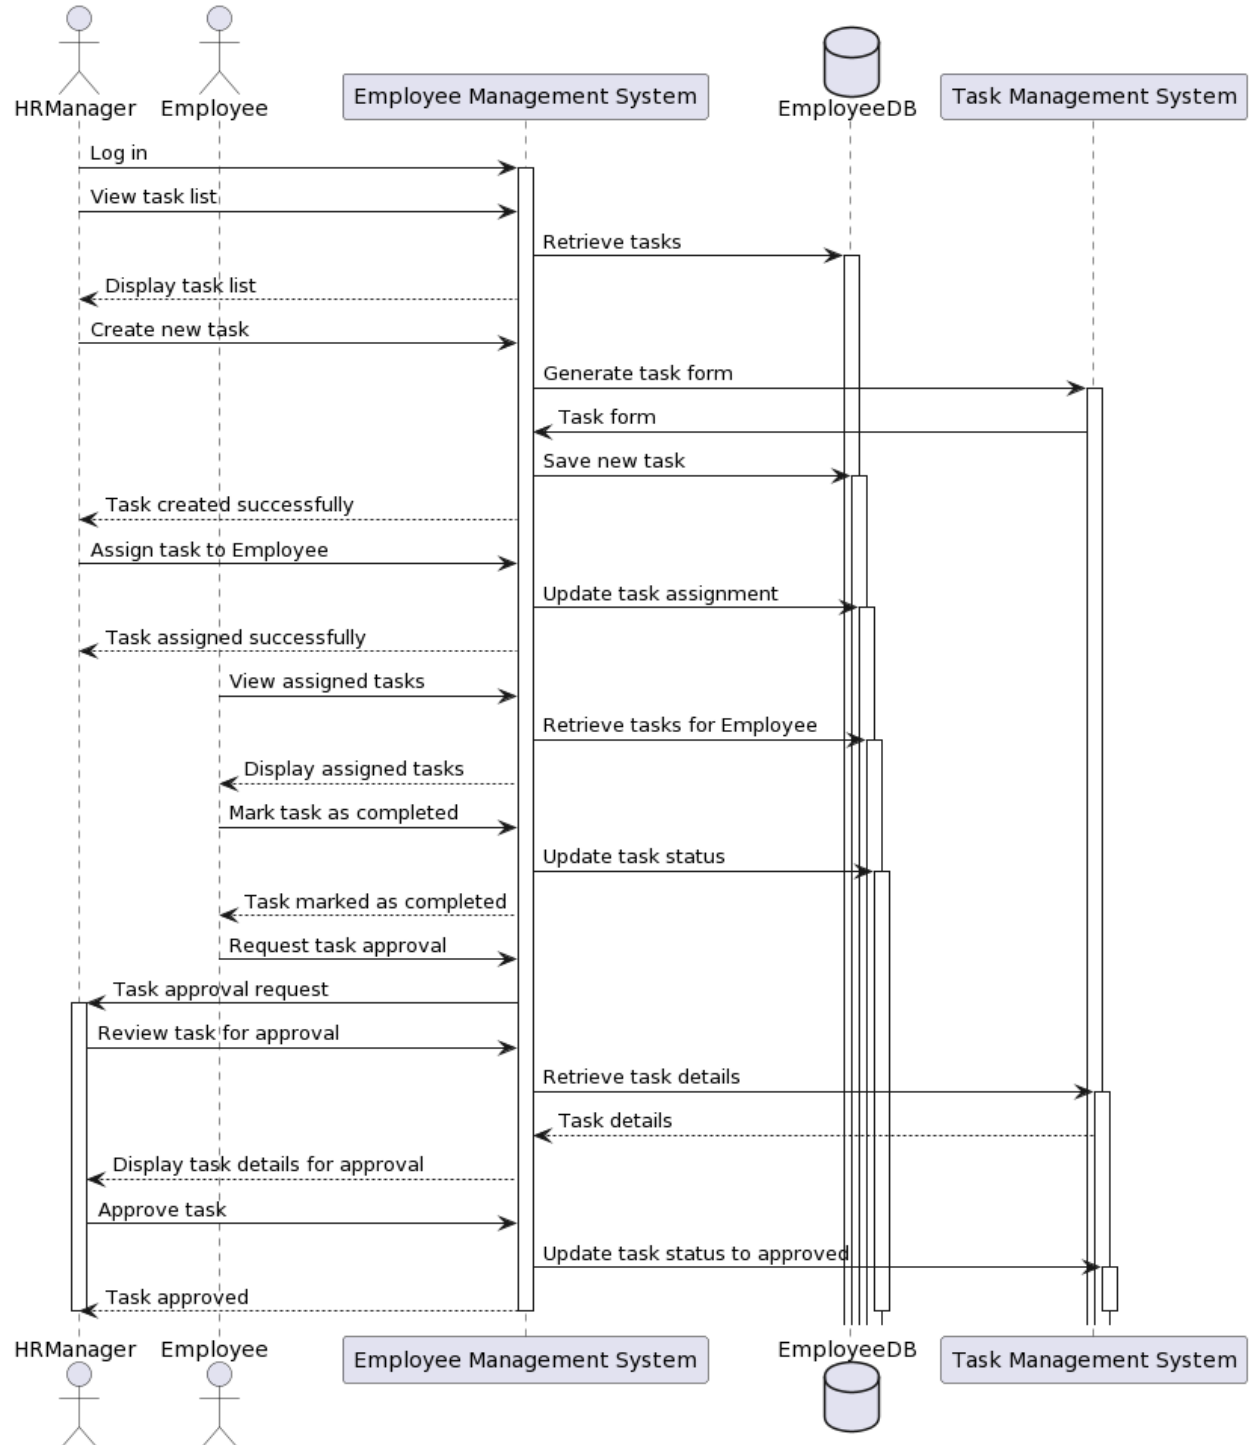 HRManager
Employee
Employee Management System
EmployeeDB
Task Management System
Log in
View task list
Retrieve tasks
Display task list
Create new task
Generate task form
Task form
Save new task
Task created successfully
Assign task to Employee
Update task assignment
Task assigned successfully
View assigned tasks
Retrieve tasks for Employee
Display assigned tasks
Mark task as completed
Update task status
Task marked as completed
Request task approval
Task approval request
Review task for approval
Retrieve task details
Task details
Display task details for approval
Approve task
Update task status to approved
Task approved
HRManager
Employee
Employee Management System
EmployeeDB
Task Management System